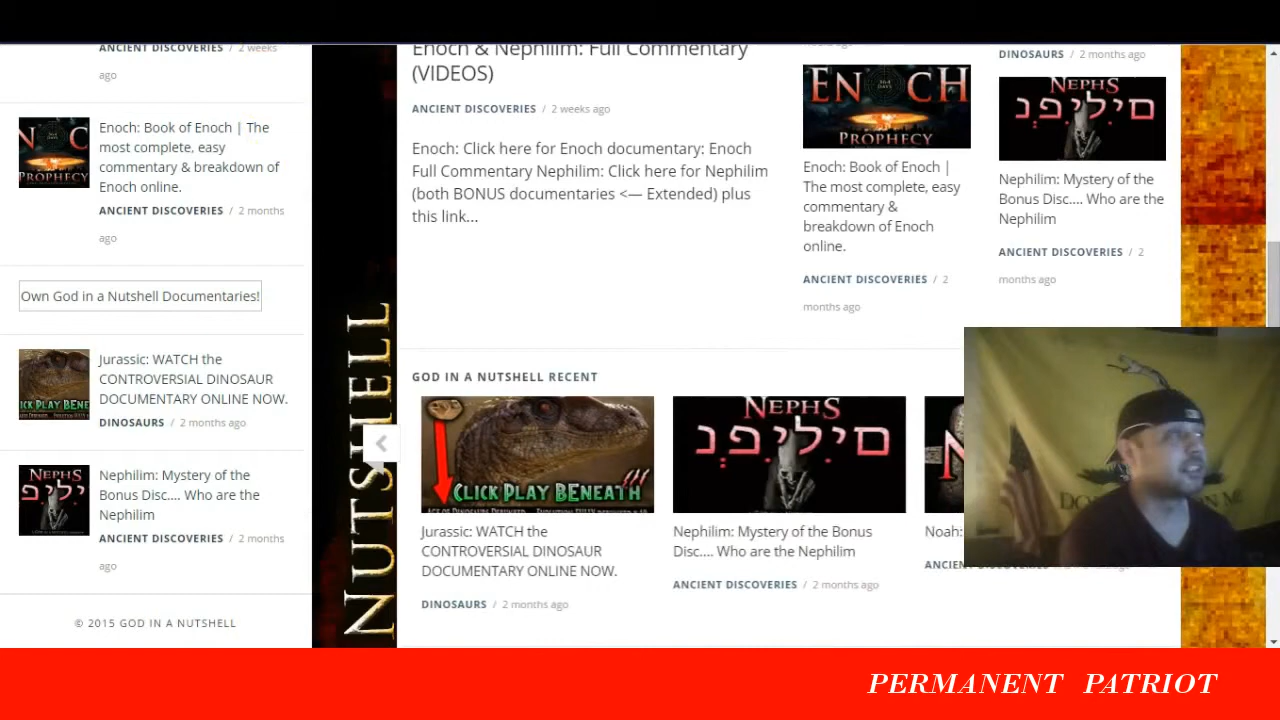 ANCIENT DISCOVERIES / 2 weeks
ago
N C
PROPHECY
Enoch: Book of Enoch | The
most complete, easy
commentary & breakdown of
Enoch online.
ANCIENT DISCOVERIES / 2 months
ago
Own God in a Nutshell Documentaries!
ICK PLAY BENE
Jurassic: WATCH the
CONTROVERSIAL DINOSAUR
DOCUMENTARY ONLINE NOW.
DINOSAURS / 2 months ago
NEPHS
Nephilim: Mystery of the
Bonus Disc.... Who are the
Nephilim
ANCIENT DISCOVERIES / 2 months
ago
© 2015 GOD IN A NUTSHELL
NUTSHELL
Enoch & Nephilim: Full Commentary
(VIDEOS)
ANCIENT DISCOVERIES / 2 weeks ago
Enoch: Click here for Enoch documentary: Enoch
Full Commentary Nephilim: Click here for Nephilim
(both BONUS documentaries <— Extended) plus
this link...
ENOCH
PROPHECY
Enoch: Book of Enoch |
The most complete, easy
commentary &
breakdown of Enoch
online.
ANCIENT DISCOVERIES / 2
months ago
DINOSAURS / 2 months ago
NEPHS
נפילים
Nephilim: Mystery of the
Bonus Disc.... Who are the
Nephilim
ANCIENT DISCOVERIES / 2
months ago
GOD IN A NUTSHELL RECENT
CLICK PLAY BENEATH
Jurassic: WATCH the
CONTROVERSIAL DINOSAUR
DOCUMENTARY ONLINE NOW.
DINOSAURS / 2 months ago
NEPHS
נפילים
Nephilim: Mystery of the Bonus
Disc.... Who are the Nephilim
ANCIENT DISCOVERIES / 2 months ago
Noah:
PERMANENT PATRIOT